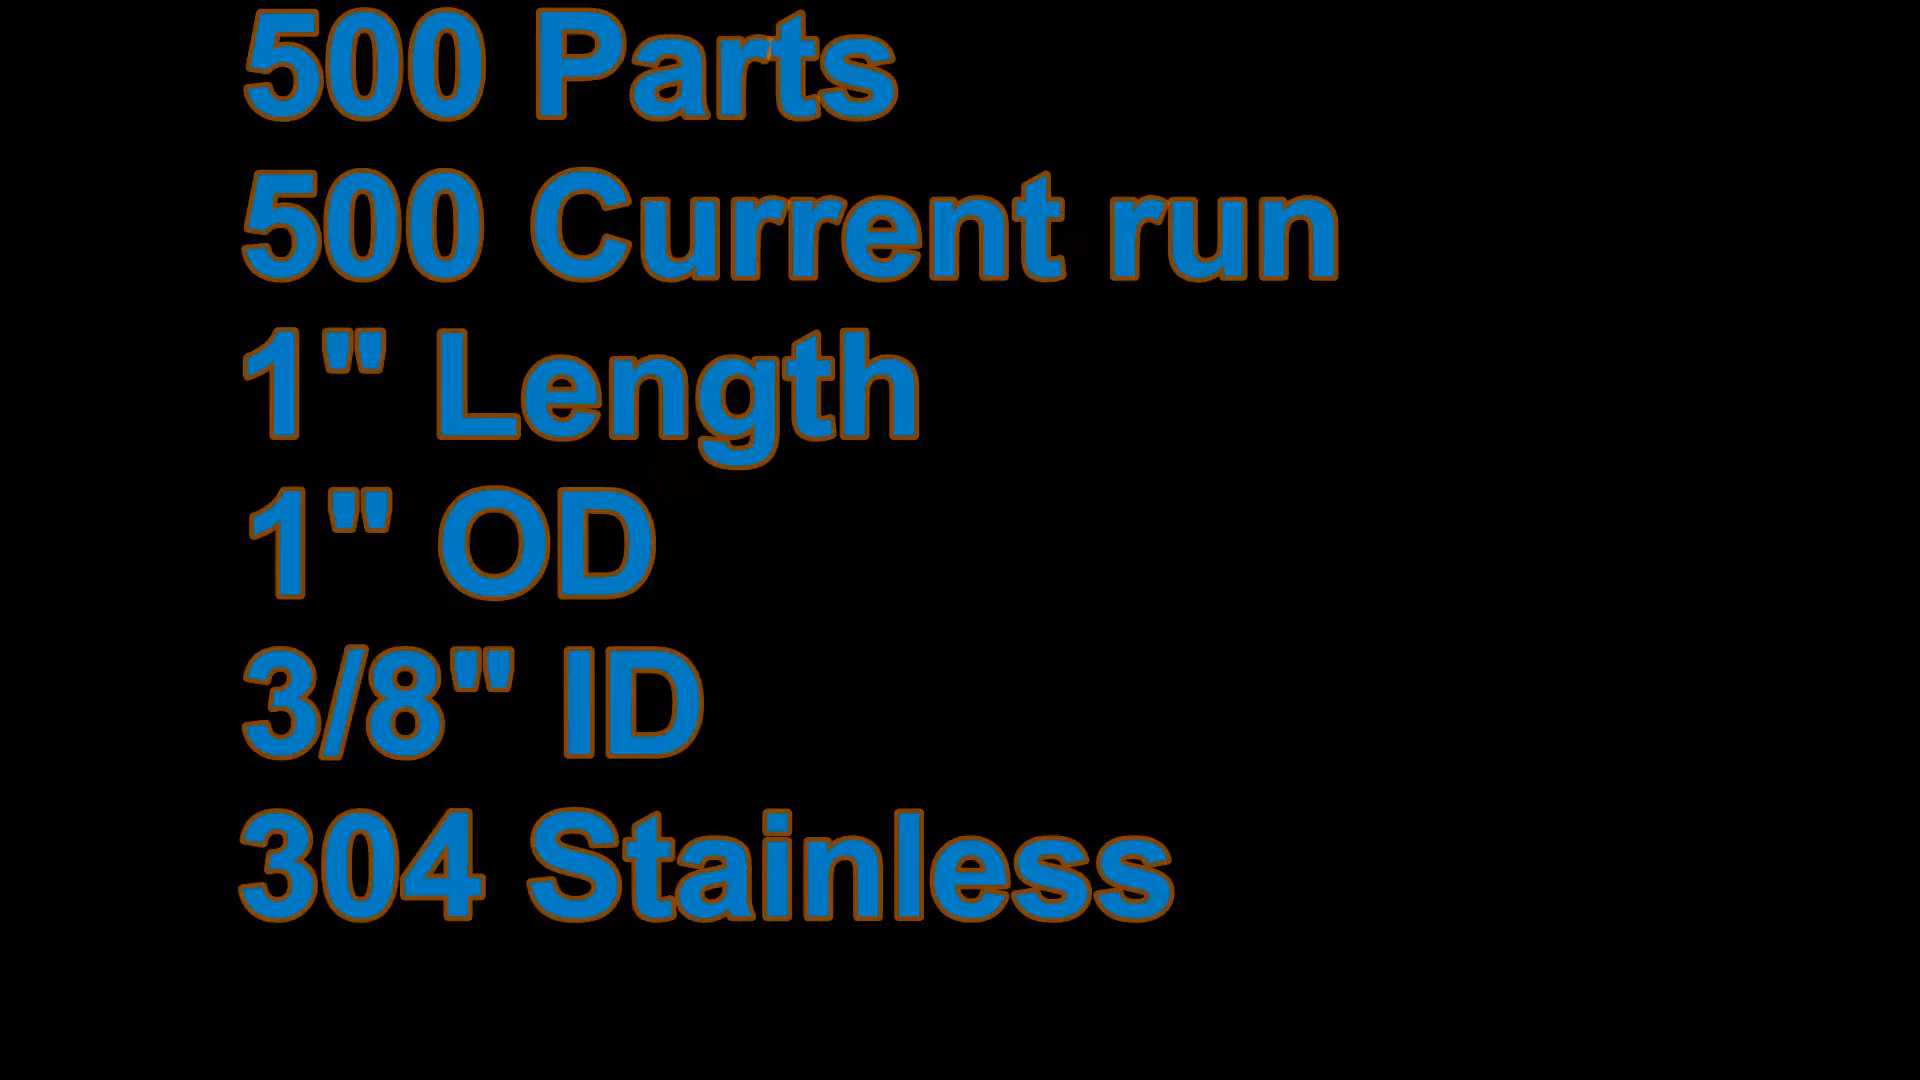 500 Parts
500 Current run
1" Length
1" OD
3/8" ID
304 Stainless